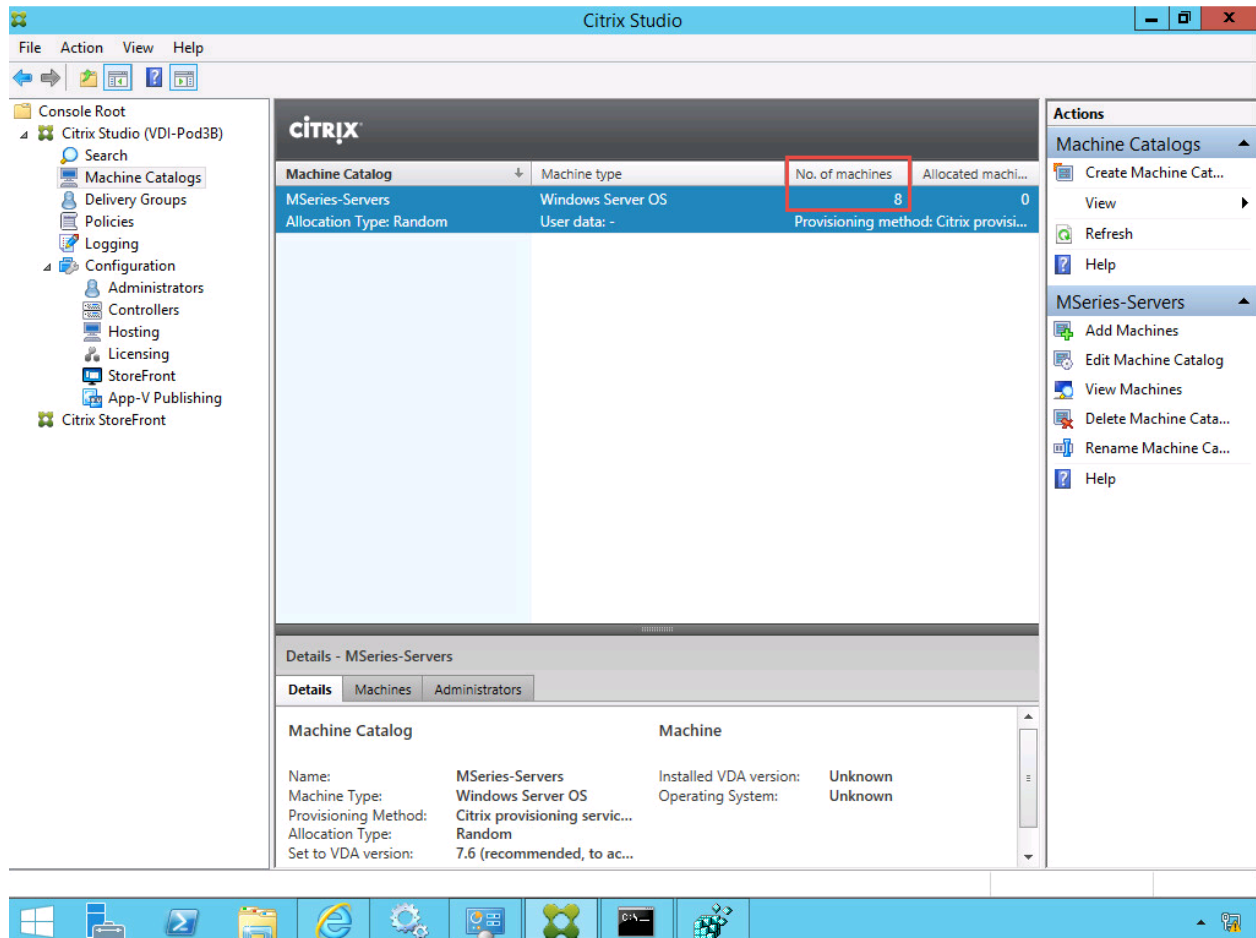 Citrix Studio
File Action View Help
Console Root
Citrix Studio (VDI-Pod3B)
Search
Machine Catalogs
Delivery Groups
Policies
Logging
Configuration
Administrators
Controllers
Hosting
Licensing
StoreFront
App-V Publishing
Citrix StoreFront
CITRIX
Machine Catalog Machine type No. of machines Allocated machi...
MSeries-Servers Windows Server OS 8 0
Allocation Type: Random User data: - Provisioning method: Citrix provisi...
Details - MSeries-Servers
Details Machines Administrators
Machine Catalog Machine
Name: MSeries-Servers Installed VDA version: Unknown
Machine Type: Windows Server OS Operating System: Unknown
Provisioning Method: Citrix provisioning servic...
Allocation Type: Random
Set to VDA version: 7.6 (recommended, to ac...
Actions
Machine Catalogs
Create Machine Cat...
View
Refresh
Help
MSeries-Servers
Add Machines
Edit Machine Catalog
View Machines
Delete Machine Cata...
Rename Machine Ca...
Help